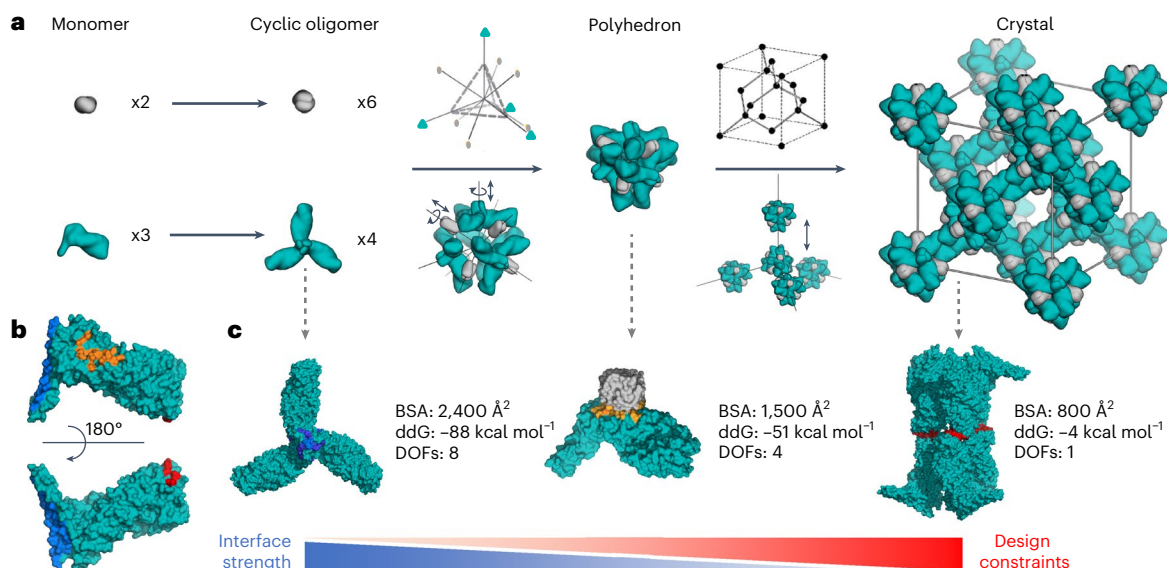 a
Monomer
Cyclic oligomer
Polyhedron
Crystal
x2
x6
x3
x4
b
180°
c
BSA: 2,400 Å²
ddG: –88 kcal mol⁻¹
DOFs: 8
BSA: 1,500 Å²
ddG: –51 kcal mol⁻¹
DOFs: 4
BSA: 800 Å²
ddG: –4 kcal mol⁻¹
DOFs: 1
Interface
strength
Design
constraints